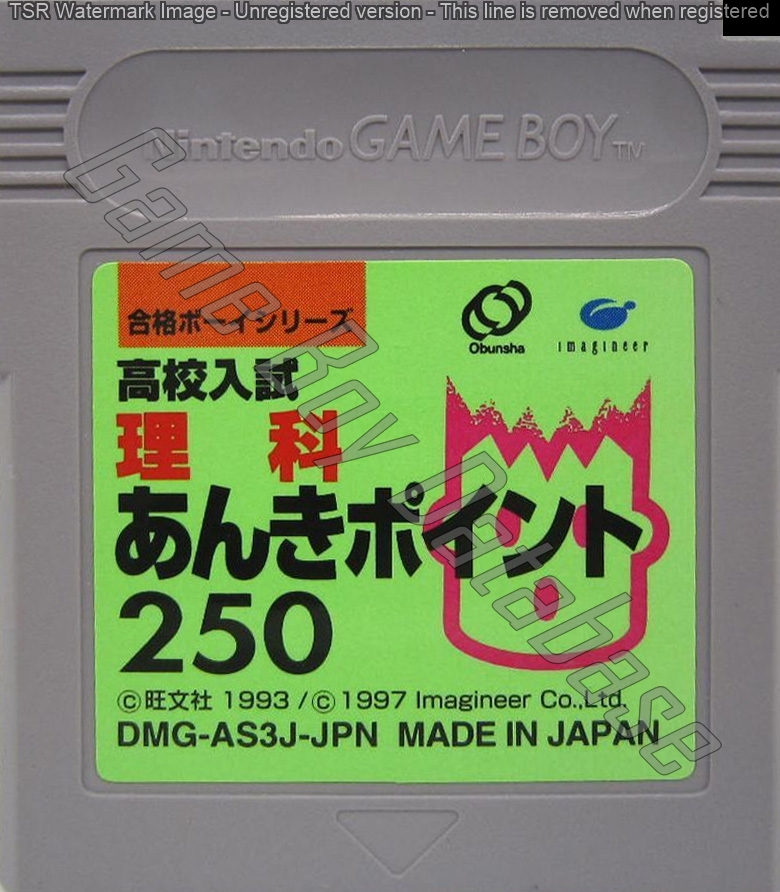 TSR Watermark Image - Unregistered version - This line is removed when registered
Nintendo GAME BOY TM
合格ボーイシリーズ
Obunsha
imagineer
高校入試
理科
あんきポイント
250
©旺文社 1993 / ©1997 Imagineer Co.,Ltd.
DMG-AS3J-JPN MADE IN JAPAN
Game Boy Database